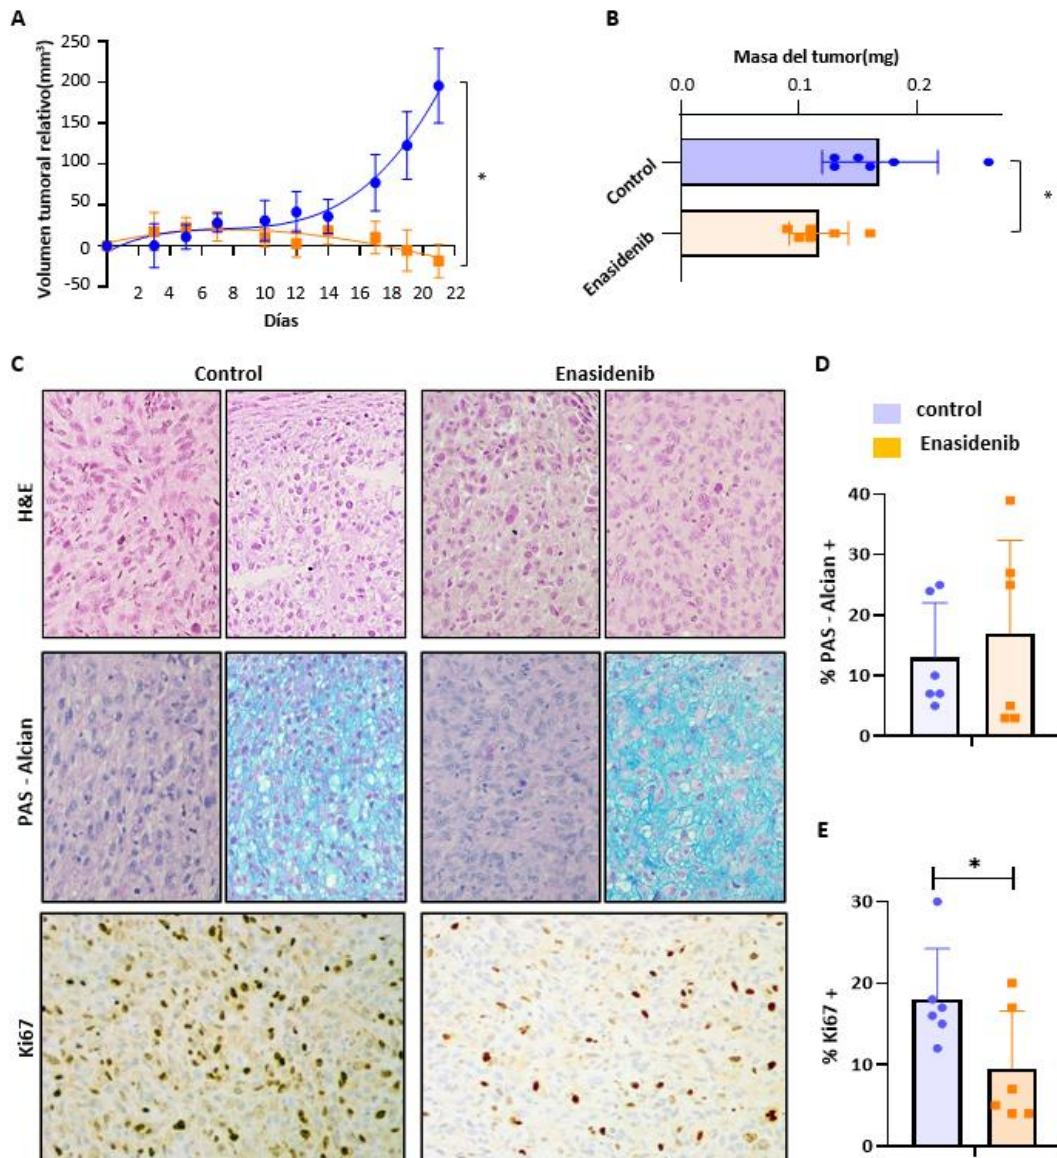 A
Volumen tumoral relativo(mm³)
250
200
150
100
50
0
-50
2 4 6 8 10 12 14 16 18 20 22
Días
*
B
Masa del tumor(mg)
0.0 0.1 0.2
Control
Enasidenib
*
C
Control Enasidenib
H&E
PAS - Alcian
Ki67
D
control
Enasidenib
% PAS - Alcian +
40
30
20
10
0
E
*
% Ki67 +
30
20
10
0